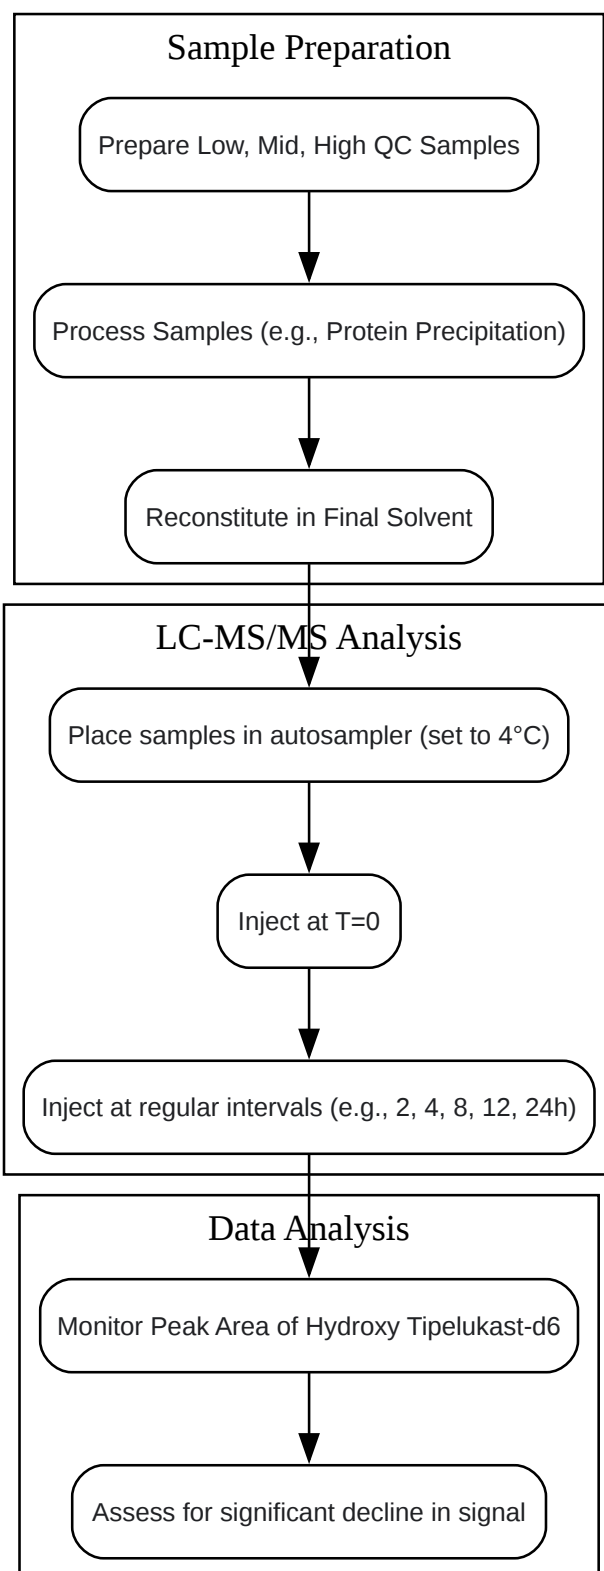 Sample Preparation
Prepare Low, Mid, High QC Samples
Process Samples (e.g., Protein Precipitation)
Reconstitute in Final Solvent
LC-MS/MS Analysis
Place samples in autosampler (set to 4°C)
Inject at T=0
Inject at regular intervals (e.g., 2, 4, 8, 12, 24h)
Data Analysis
Monitor Peak Area of Hydroxy Tipelukast-d6
Assess for significant decline in signal